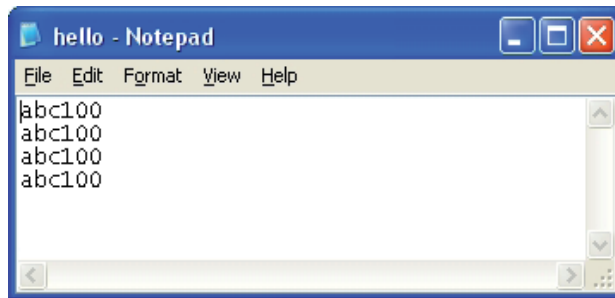 hello - Notepad
File Edit Format View Help
abc100
abc100
abc100
abc100